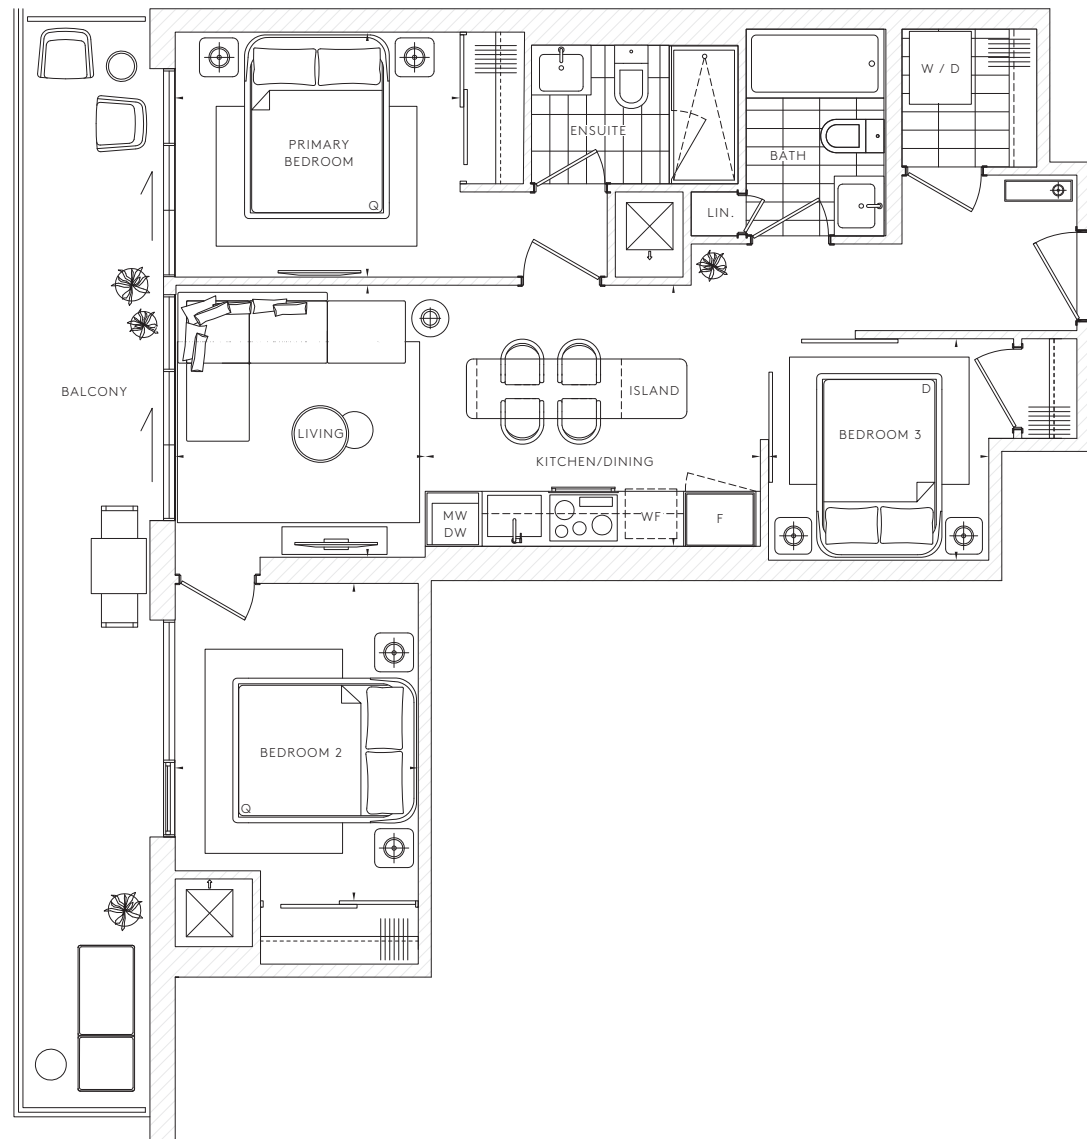 W / D
PRIMARY
BEDROOM
ENSUITE
BATH
Q
LIN.
BALCONY
ISLAND
D
LIVING
BEDROOM 3
KITCHEN/DINING
MW
DW
WF
F
BEDROOM 2
Q